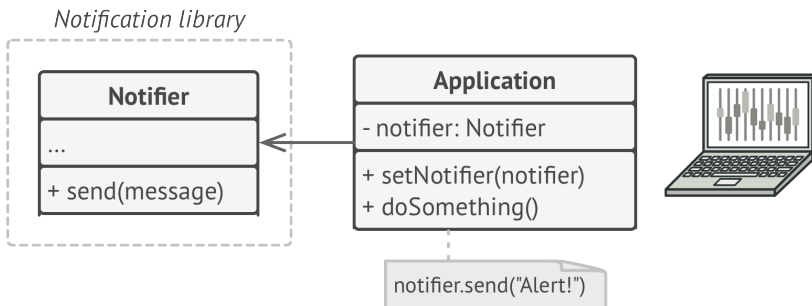 Notification library
Notifier
...
+ send(message)
Application
- notifier: Notifier
+ setNotifier(notifier)
+ doSomething()
notifier.send("Alert!")